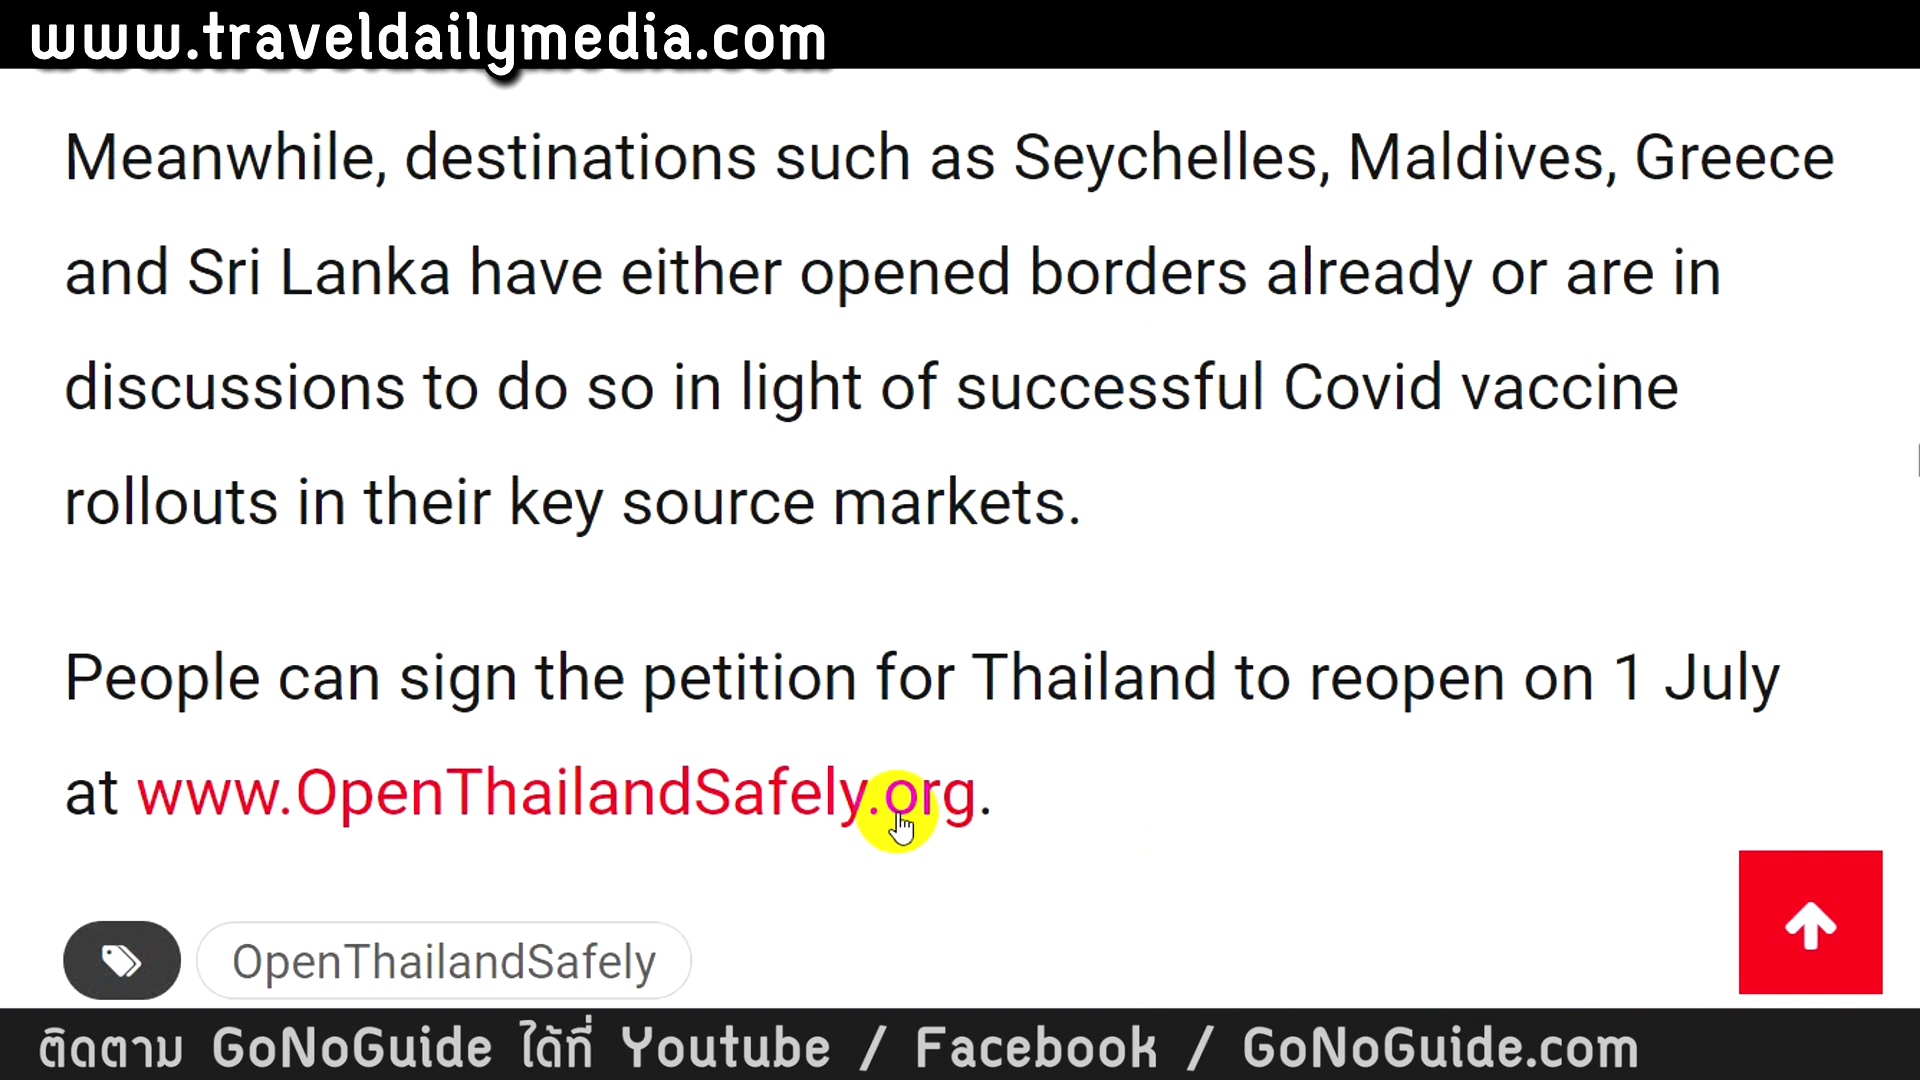 www.traveldailymedia.com
Meanwhile, destinations such as Seychelles, Maldives, Greece
and Sri Lanka have either opened borders already or are in
discussions to do so in light of successful Covid vaccine
rollouts in their key source markets.
People can sign the petition for Thailand to reopen on 1 July
at www.OpenThailandSafely.org.
OpenThailandSafely
ติดตาม GoNoGuide ได้ที่ Youtube / Facebook / GoNoGuide.com